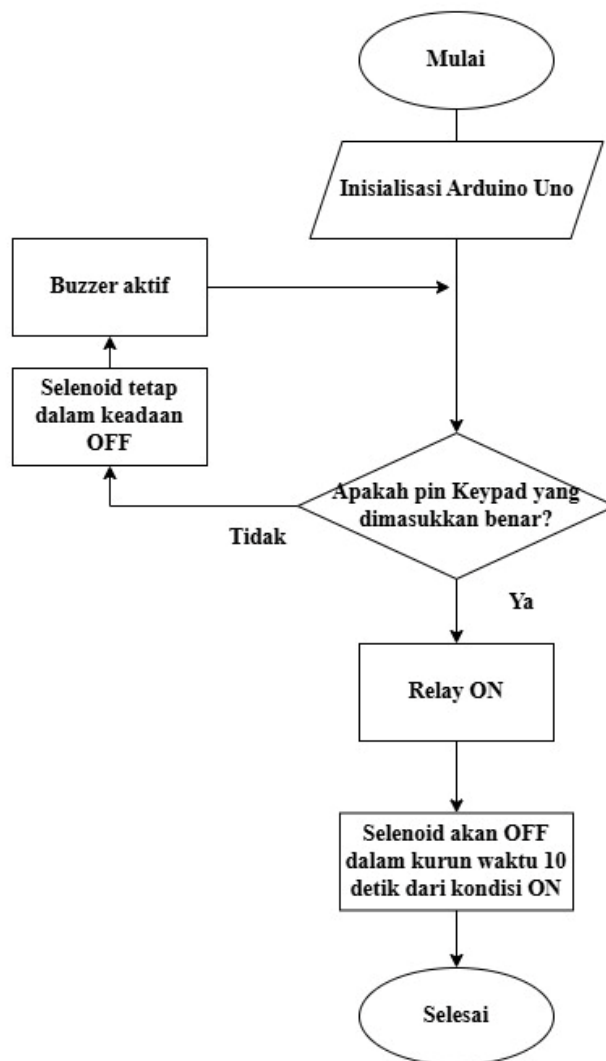 Mulai
Inisialisasi Arduino Uno
Buzzer aktif
Selenoid tetap
dalam keadaan
OFF
Apakah pin Keypad yang
dimasukkan benar?
Tidak
Ya
Relay ON
Selenoid akan OFF
dalam kurun waktu 10
detik dari kondisi ON
Selesai